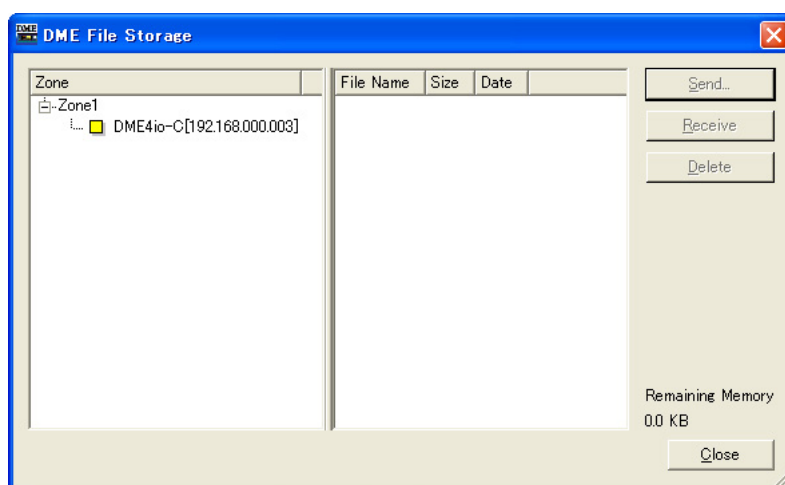 DME File Storage
Zone
Zone1
DME4io-C[192.168.000.003]
File Name Size Date
Send...
Receive
Delete
Remaining Memory
0.0 KB
Close